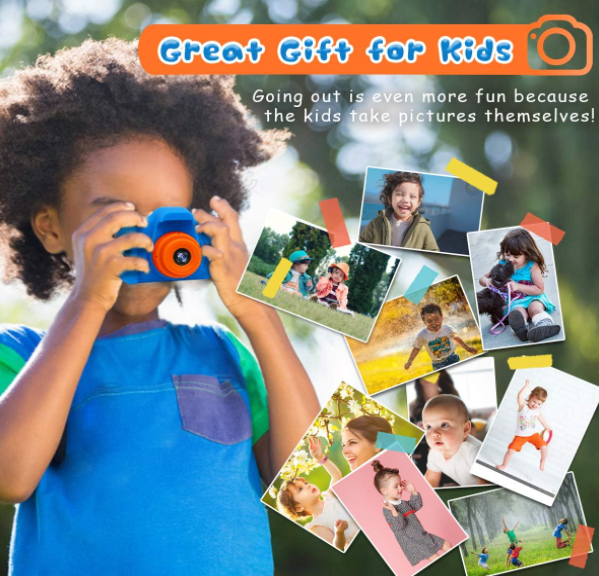 Great Gift for Kids
Going out is even more fun because
the kids take pictures themselves!